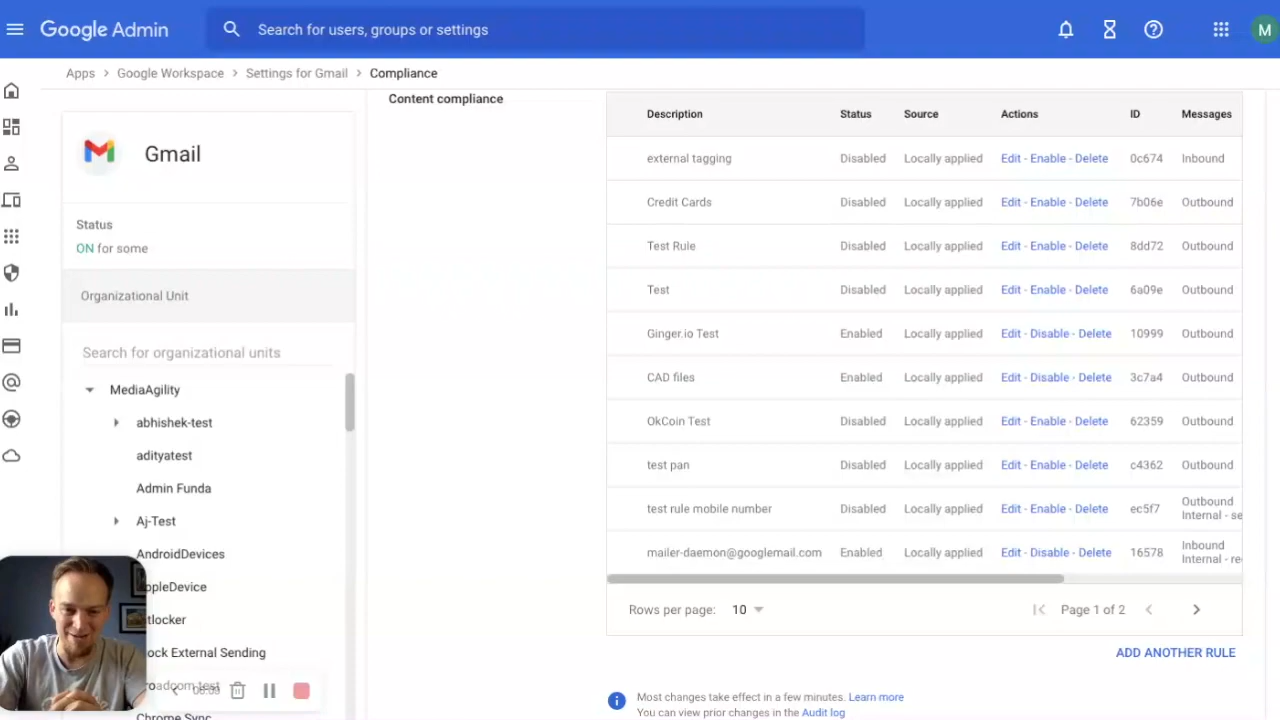 Google Admin
Search for users, groups or settings
M
Apps > Google Workspace > Settings for Gmail > Compliance
Gmail
Status
ON for some
Organizational Unit
Search for organizational units
MediaAgility
abhishek-test
adityatest
Admin Funda
Aj-Test
AndroidDevices
ppleDevice
tlocker
ock External Sending
roadcom test
Chrome Sync
Content compliance
Description Status Source Actions ID Messages
external tagging Disabled Locally applied Edit - Enable - Delete 0c674 Inbound
Credit Cards Disabled Locally applied Edit - Enable - Delete 7b06e Outbound
Test Rule Disabled Locally applied Edit - Enable - Delete 8dd72 Outbound
Test Disabled Locally applied Edit - Enable - Delete 6a09e Outbound
Ginger.io Test Enabled Locally applied Edit - Disable - Delete 10999 Outbound
CAD files Enabled Locally applied Edit - Disable - Delete 3c7a4 Outbound
OkCoin Test Disabled Locally applied Edit - Enable - Delete 62359 Outbound
test pan Disabled Locally applied Edit - Enable - Delete c4362 Outbound
test rule mobile number Disabled Locally applied Edit - Enable - Delete ec5f7 Outbound
Internal - se
mailer-daemon@googlemail.com Enabled Locally applied Edit - Disable - Delete 16578 Inbound
Internal - re
Rows per page: 10 Page 1 of 2
ADD ANOTHER RULE
Most changes take effect in a few minutes. Learn more
You can view prior changes in the Audit log